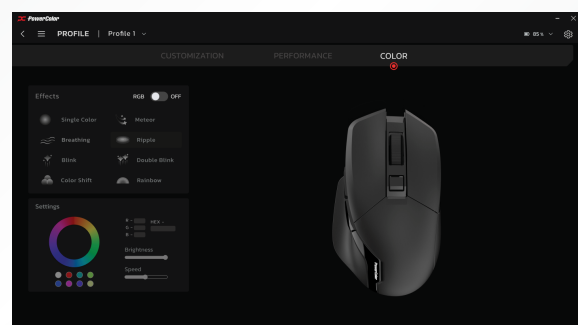 PowerColor
PROFILE | Profile 1
85%
CUSTOMIZATION PERFORMANCE COLOR
Effects RGB OFF
Single Color Meteor
Breathing Ripple
Blink Double Blink
Color Shift Rainbow
Settings
R - HEX -
G -
B -
Brightness
Speed
PowerColor